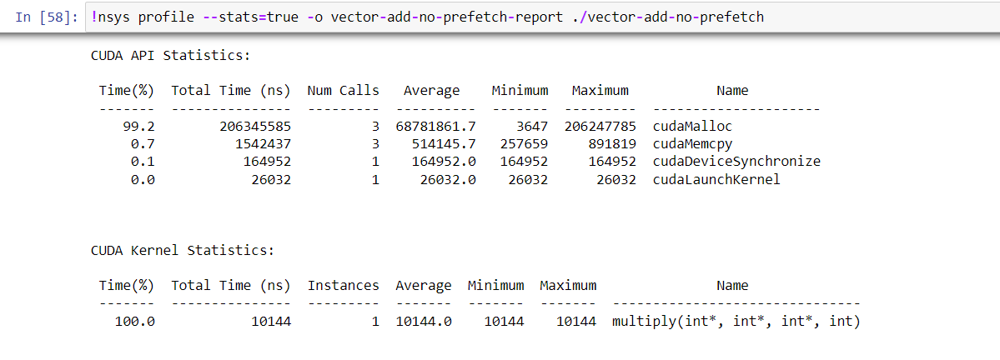 In [58]: !nsys profile --stats=true -o vector-add-no-prefetch-report ./vector-add-no-prefetch
CUDA API Statistics:
Time(%) Total Time (ns) Num Calls Average Minimum Maximum Name
------- --------------- --------- ---------- ------- --------- ---------------------
99.2 206345585 3 68781861.7 3647 206247785 cudaMalloc
0.7 1542437 3 514145.7 257659 891819 cudaMemcpy
0.1 164952 1 164952.0 164952 164952 cudaDeviceSynchronize
0.0 26032 1 26032.0 26032 26032 cudaLaunchKernel
CUDA Kernel Statistics:
Time(%) Total Time (ns) Instances Average Minimum Maximum Name
------- --------------- --------- ------- ------- ------- -------------------------------
100.0 10144 1 10144.0 10144 10144 multiply(int*, int*, int*, int)